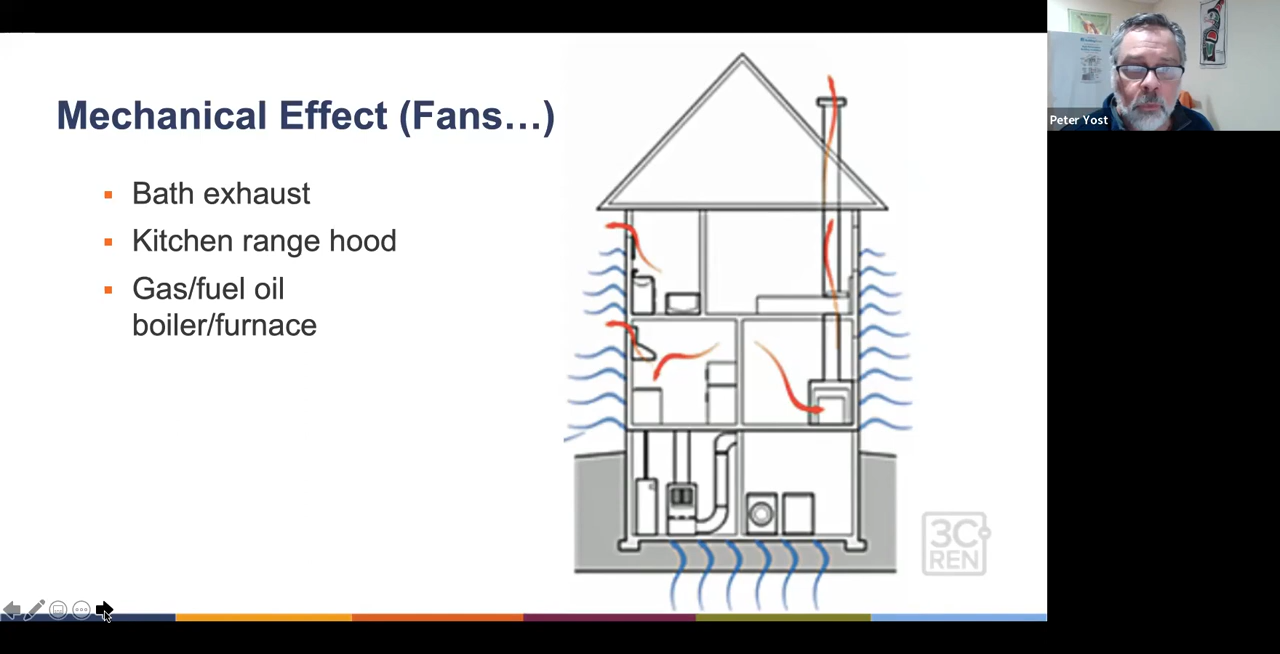 Mechanical Effect (Fans…)
Bath exhaust
Kitchen range hood
Gas/fuel oil
boiler/furnace
3C
REN
Peter Yost